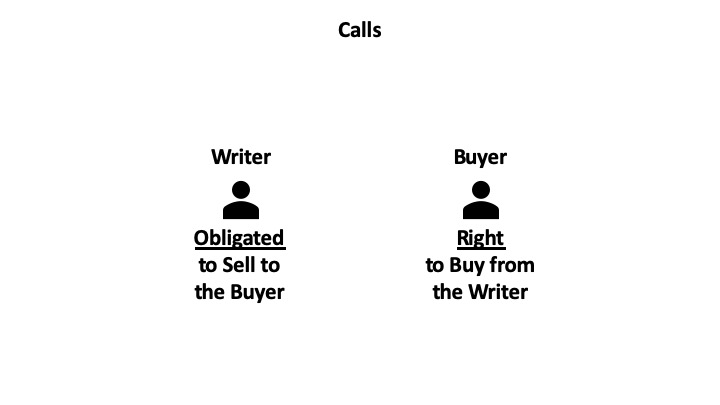 Calls
Writer
Buyer
Obligated
to Sell to
the Buyer
Right
to Buy from
the Writer